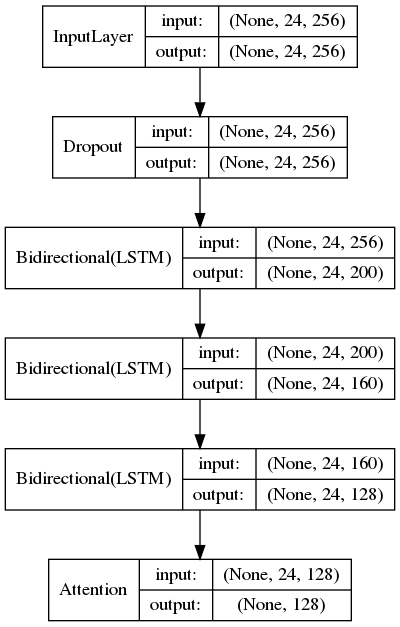 InputLayer input: (None, 24, 256)
output: (None, 24, 256)
Dropout input: (None, 24, 256)
output: (None, 24, 256)
Bidirectional(LSTM) input: (None, 24, 256)
output: (None, 24, 200)
Bidirectional(LSTM) input: (None, 24, 200)
output: (None, 24, 160)
Bidirectional(LSTM) input: (None, 24, 160)
output: (None, 24, 128)
Attention input: (None, 24, 128)
output: (None, 128)